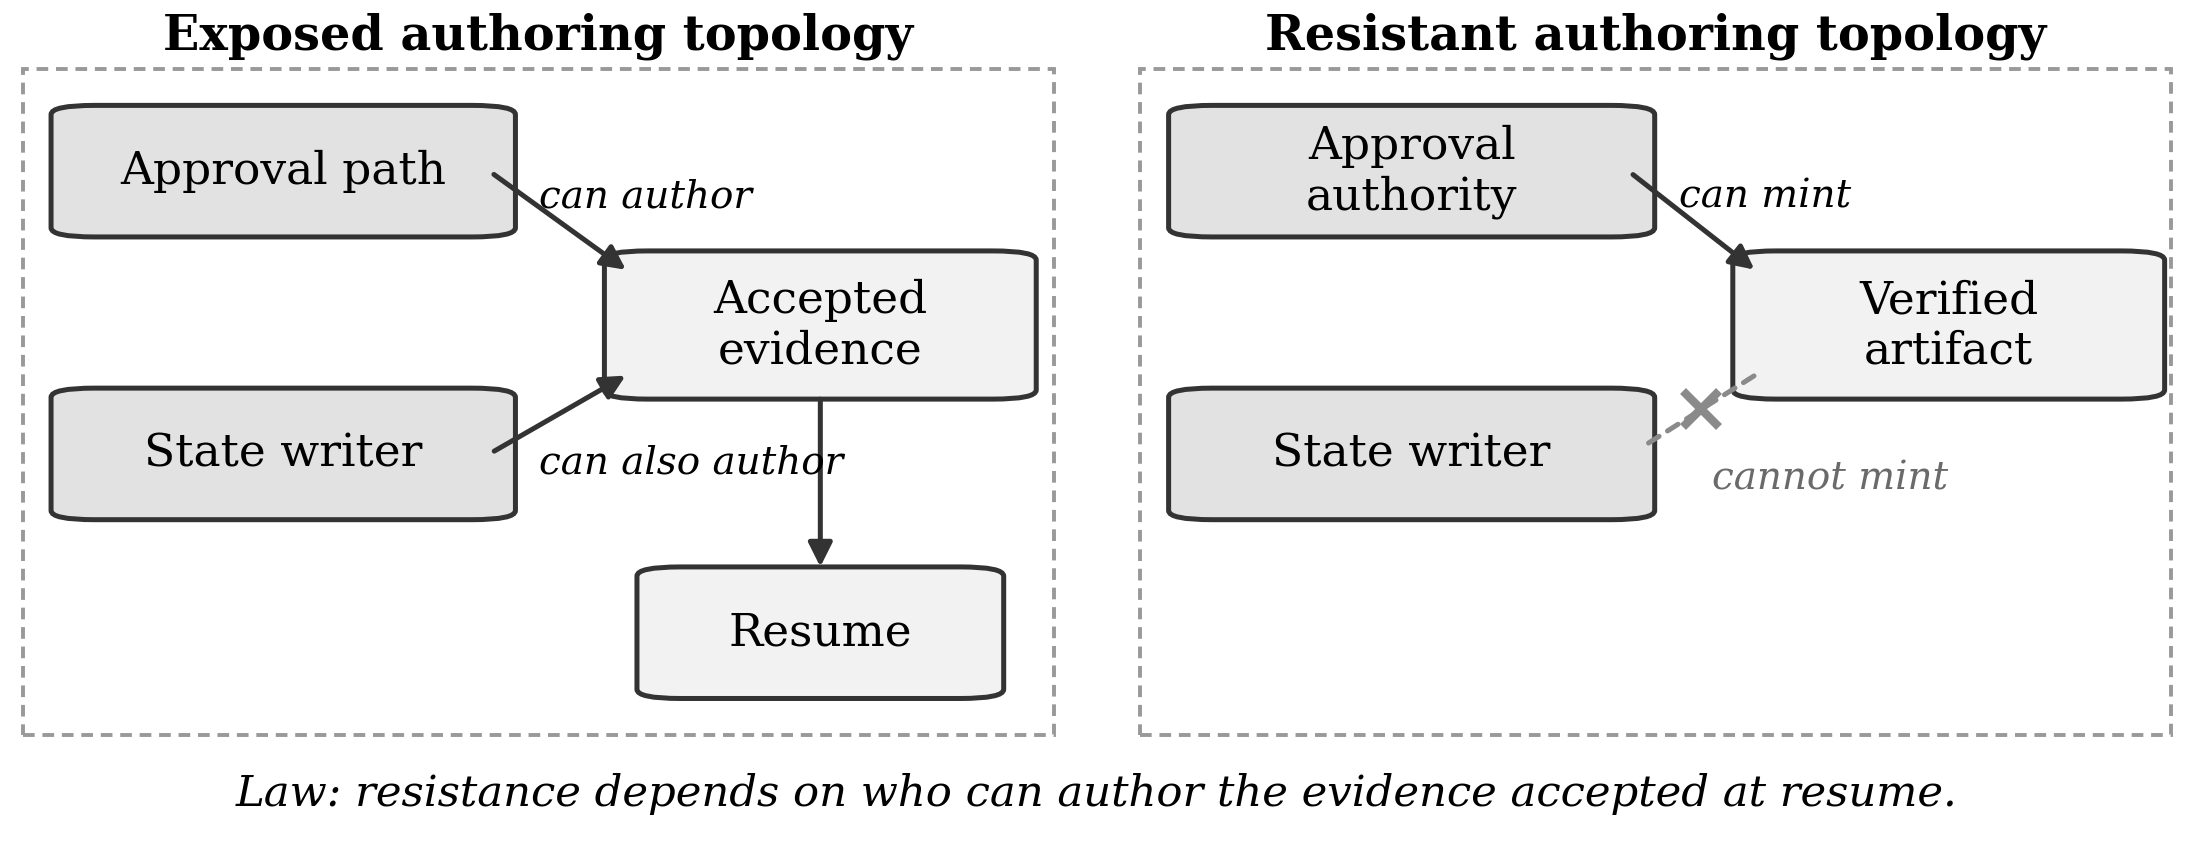 Exposed authoring topology
Approval path
can author
Accepted
evidence
State writer
can also author
Resume
Resistant authoring topology
Approval
authority
can mint
Verified
artifact
State writer
cannot mint
Law: resistance depends on who can author the evidence accepted at resume.